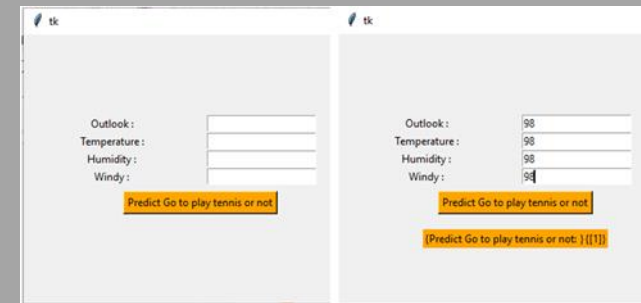 tk
Outlook :
Temperature :
Humidity :
Windy :
Predict Go to play tennis or not
tk
Outlook : 98
Temperature : 98
Humidity : 98
Windy : 98
Predict Go to play tennis or not
{Predict Go to play tennis or not: } {[1]}